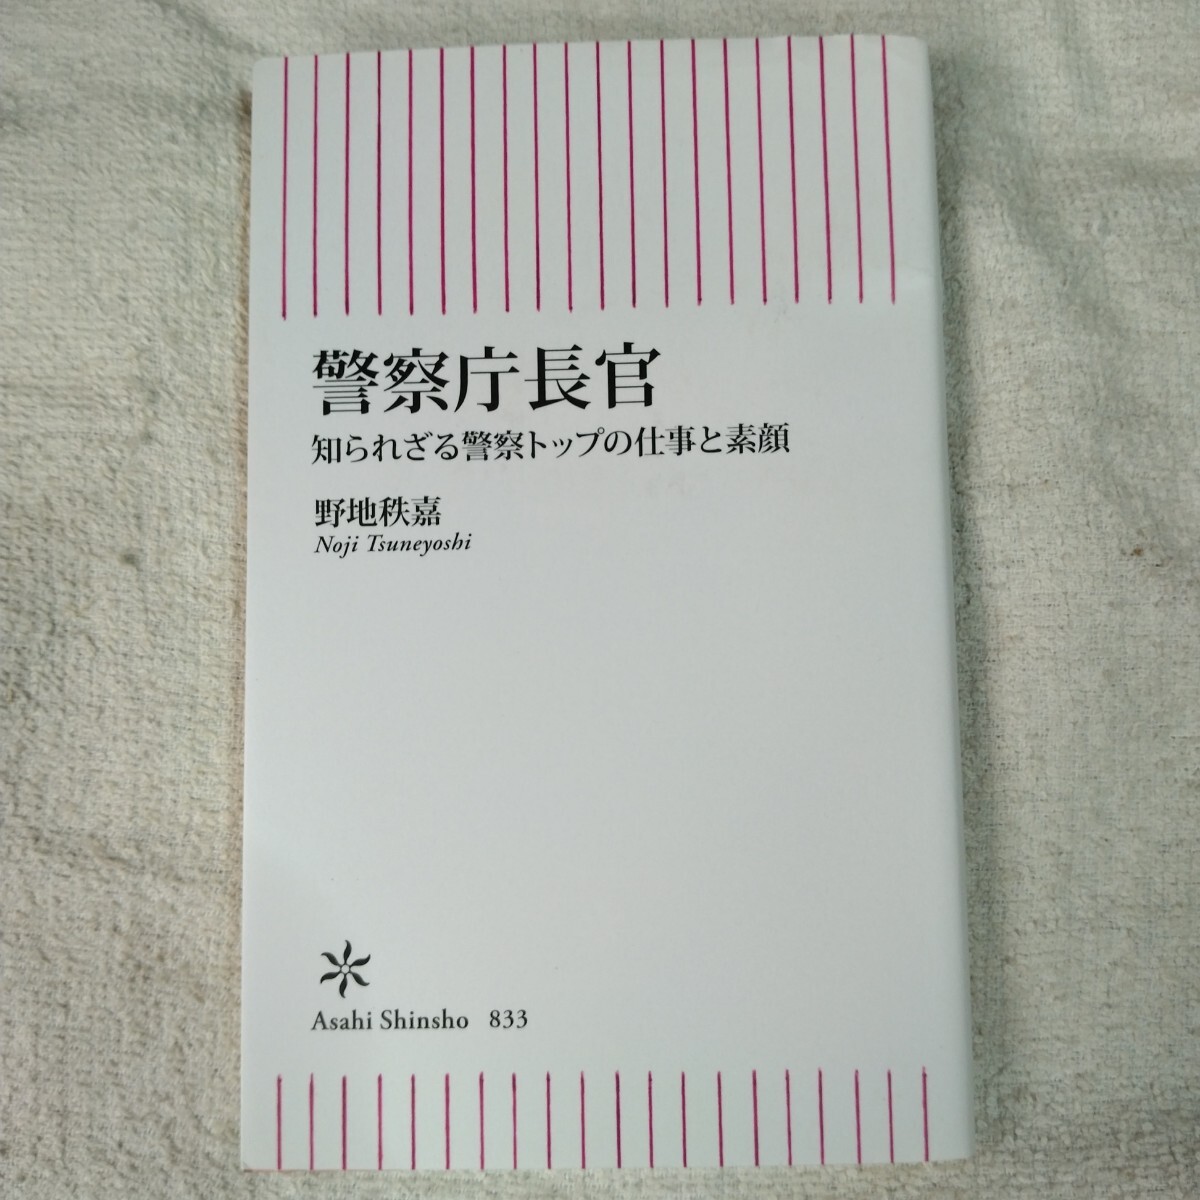 警察庁長官
知られざる警察トップの仕事と素顔
野地秩嘉
Noji Tsuneyoshi
Asahi Shinsho 833